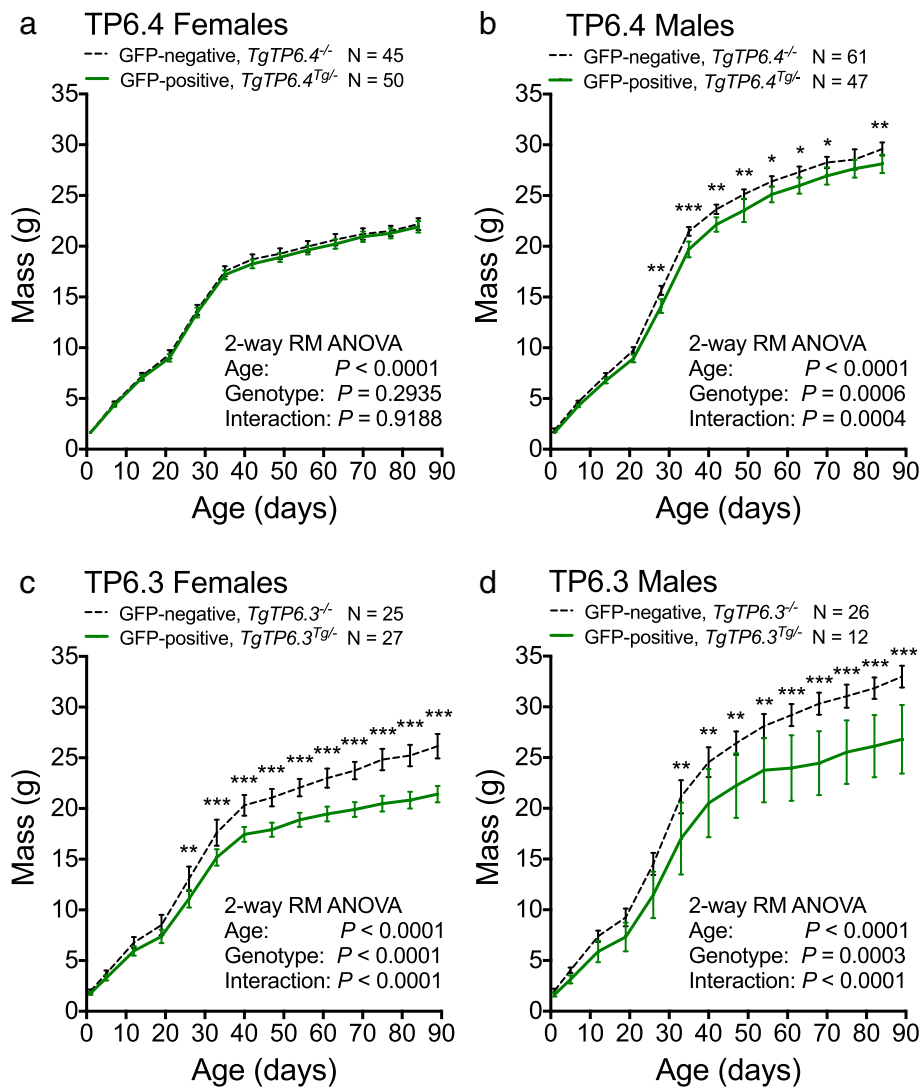 a
TP6.4 Females
GFP-negative, TgTP6.4-/- N = 45
GFP-positive, TgTP6.4Tg/- N = 50
35
30
25
20
15
10
5
0
Mass (g)
2-way RM ANOVA
Age: P < 0.0001
Genotype: P = 0.2935
Interaction: P = 0.9188
0 10 20 30 40 50 60 70 80 90
Age (days)
b
TP6.4 Males
GFP-negative, TgTP6.4-/- N = 61
GFP-positive, TgTP6.4Tg/- N = 47
35
30
25
20
15
10
5
0
Mass (g)
** *** ** ** * * * **
2-way RM ANOVA
Age: P < 0.0001
Genotype: P = 0.0006
Interaction: P = 0.0004
0 10 20 30 40 50 60 70 80 90
Age (days)
c
TP6.3 Females
GFP-negative, TgTP6.3-/- N = 25
GFP-positive, TgTP6.3Tg/- N = 27
35
30
25
20
15
10
5
0
Mass (g)
** *** *** *** *** *** *** *** *** ***
2-way RM ANOVA
Age: P < 0.0001
Genotype: P < 0.0001
Interaction: P < 0.0001
0 10 20 30 40 50 60 70 80 90
Age (days)
d
TP6.3 Males
GFP-negative, TgTP6.3-/- N = 26
GFP-positive, TgTP6.3Tg/- N = 12
35
30
25
20
15
10
5
0
Mass (g)
** ** ** ** *** *** *** *** ***
2-way RM ANOVA
Age: P < 0.0001
Genotype: P = 0.0003
Interaction: P < 0.0001
0 10 20 30 40 50 60 70 80 90
Age (days)